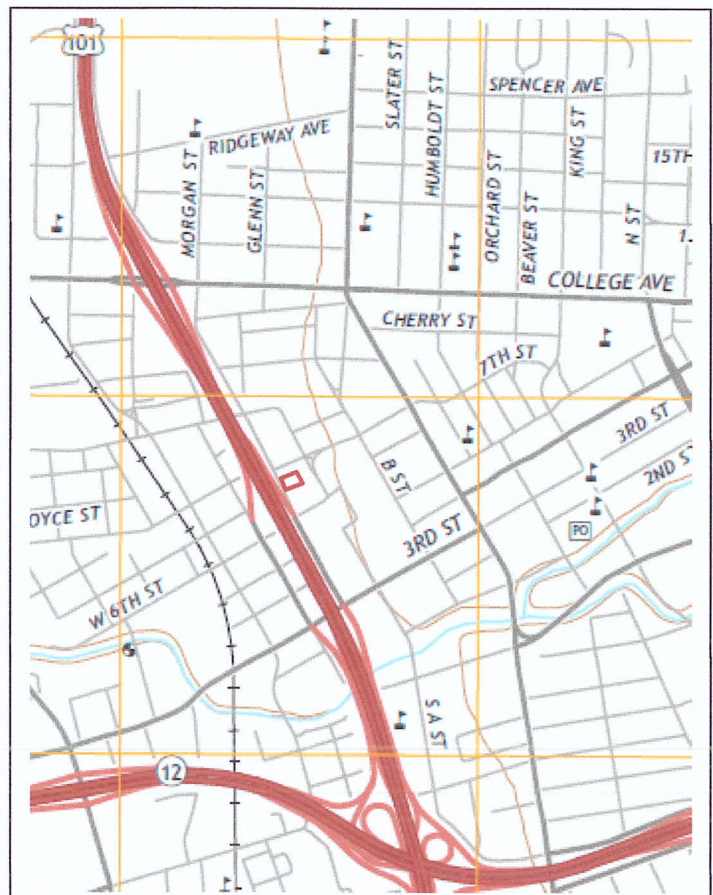 101
SLATER ST
HUMBOLDT ST
SPENCER AVE
KING ST
RIDGEWAY AVE
15TH
MORGAN ST
GLENN ST
ORCHARD ST
BEAVER ST
N ST
1
COLLEGE AVE
CHERRY ST
7TH ST
3RD ST
B ST
2ND ST
OYCE ST
3RD ST
PO
W 6TH ST
S A ST
12